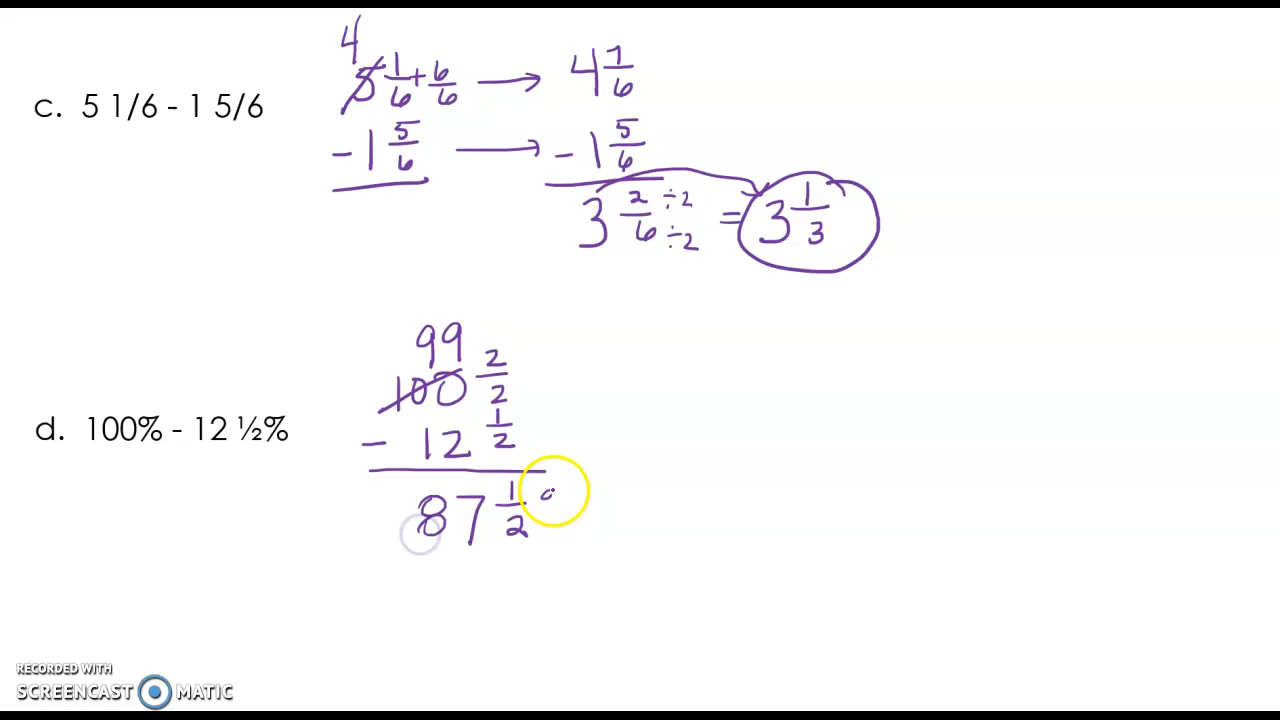 4
5 1/6 + 6/6 → 4 7/6
c. 5 1/6 - 1 5/6
- 1 5/6 → - 1 5/6
3 2/6 ÷2 ÷2 = 3 1/3
99
100 2/2
d. 100% - 12 ½%
- 12 1/2
87 1/2
RECORDED WITH
SCREENCAST MATIC